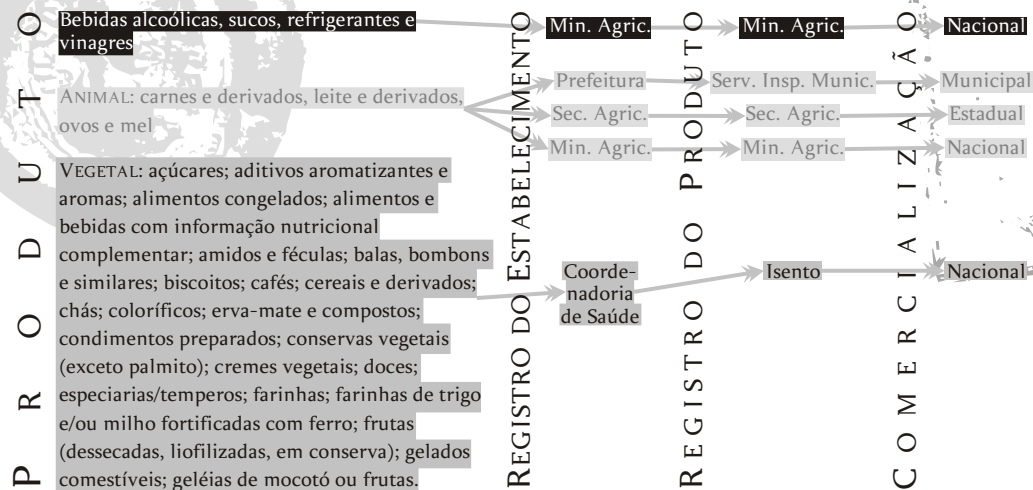 PRODUTO
Bebidas alcoólicas, sucos, refrigerantes e
vinagres
ANIMAL: carnes e derivados, leite e derivados,
ovos e mel
VEGETAL: açúcares; aditivos aromatizantes e
aromas; alimentos congelados; alimentos e
bebidas com informação nutricional
complementar; amidos e féculas; balas, bombons
e similares; biscoitos; cafés; cereais e derivados;
chás; coloríficos; erva-mate e compostos;
condimentos preparados; conservas vegetais
(exceto palmito); cremes vegetais; doces;
especiarias/temperos; farinhas; farinhas de trigo
e/ou milho fortificadas com ferro; frutas
(dessecadas, liofilizadas, em conserva); gelados
comestíveis; geléias de mocotó ou frutas.
REGISTRO DO ESTABELECIMENTO
Min. Agric.
Prefeitura
Sec. Agric.
Min. Agric.
Coorde-
nadoria
de Saúde
REGISTRO DO PRODUTO
Min. Agric.
Serv. Insp. Munic.
Sec. Agric.
Min. Agric.
Isento
COMERCIALIZAÇÃO
Nacional
Municipal
Estadual
Nacional
Nacional